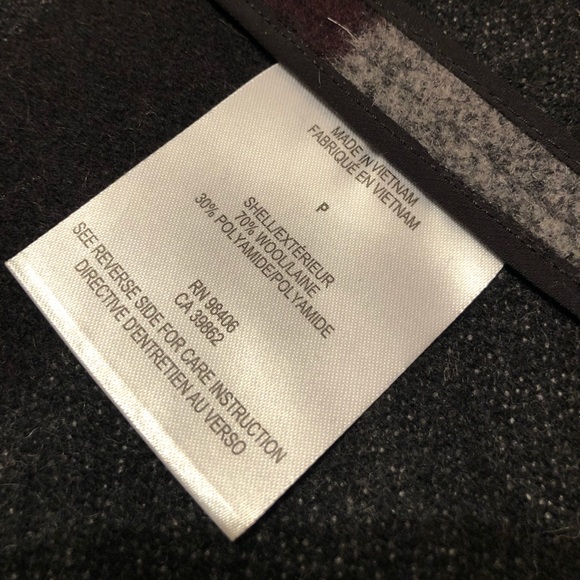 MADE IN VIETNAM
FABRIQUÉ EN VIETNAM
P
SHELL/EXTÉRIEUR
70% WOOL/LAINE
30% POLYAMIDE/POLYAMIDE
RN 98406
CA 39862
SEE REVERSE SIDE FOR CARE INSTRUCTION
DIRECTIVE D'ENTRETIEN AU VERSO